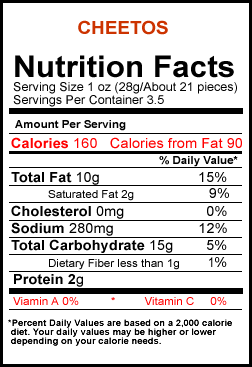 CHEETOS
Nutrition Facts
Serving Size 1 oz (28g/About 21 pieces)
Servings Per Container 3.5
Amount Per Serving
Calories 160 Calories from Fat 90
% Daily Value*
Total Fat 10g 15%
Saturated Fat 2g 9%
Cholesterol 0mg 0%
Sodium 280mg 12%
Total Carbohydrate 15g 5%
Dietary Fiber less than 1g 1%
Protein 2g
Viamin A 0% * Vitamin C 0%
*Percent Daily Values are based on a 2,000 calorie
diet. Your daily values may be higher or lower
depending on your calorie needs.